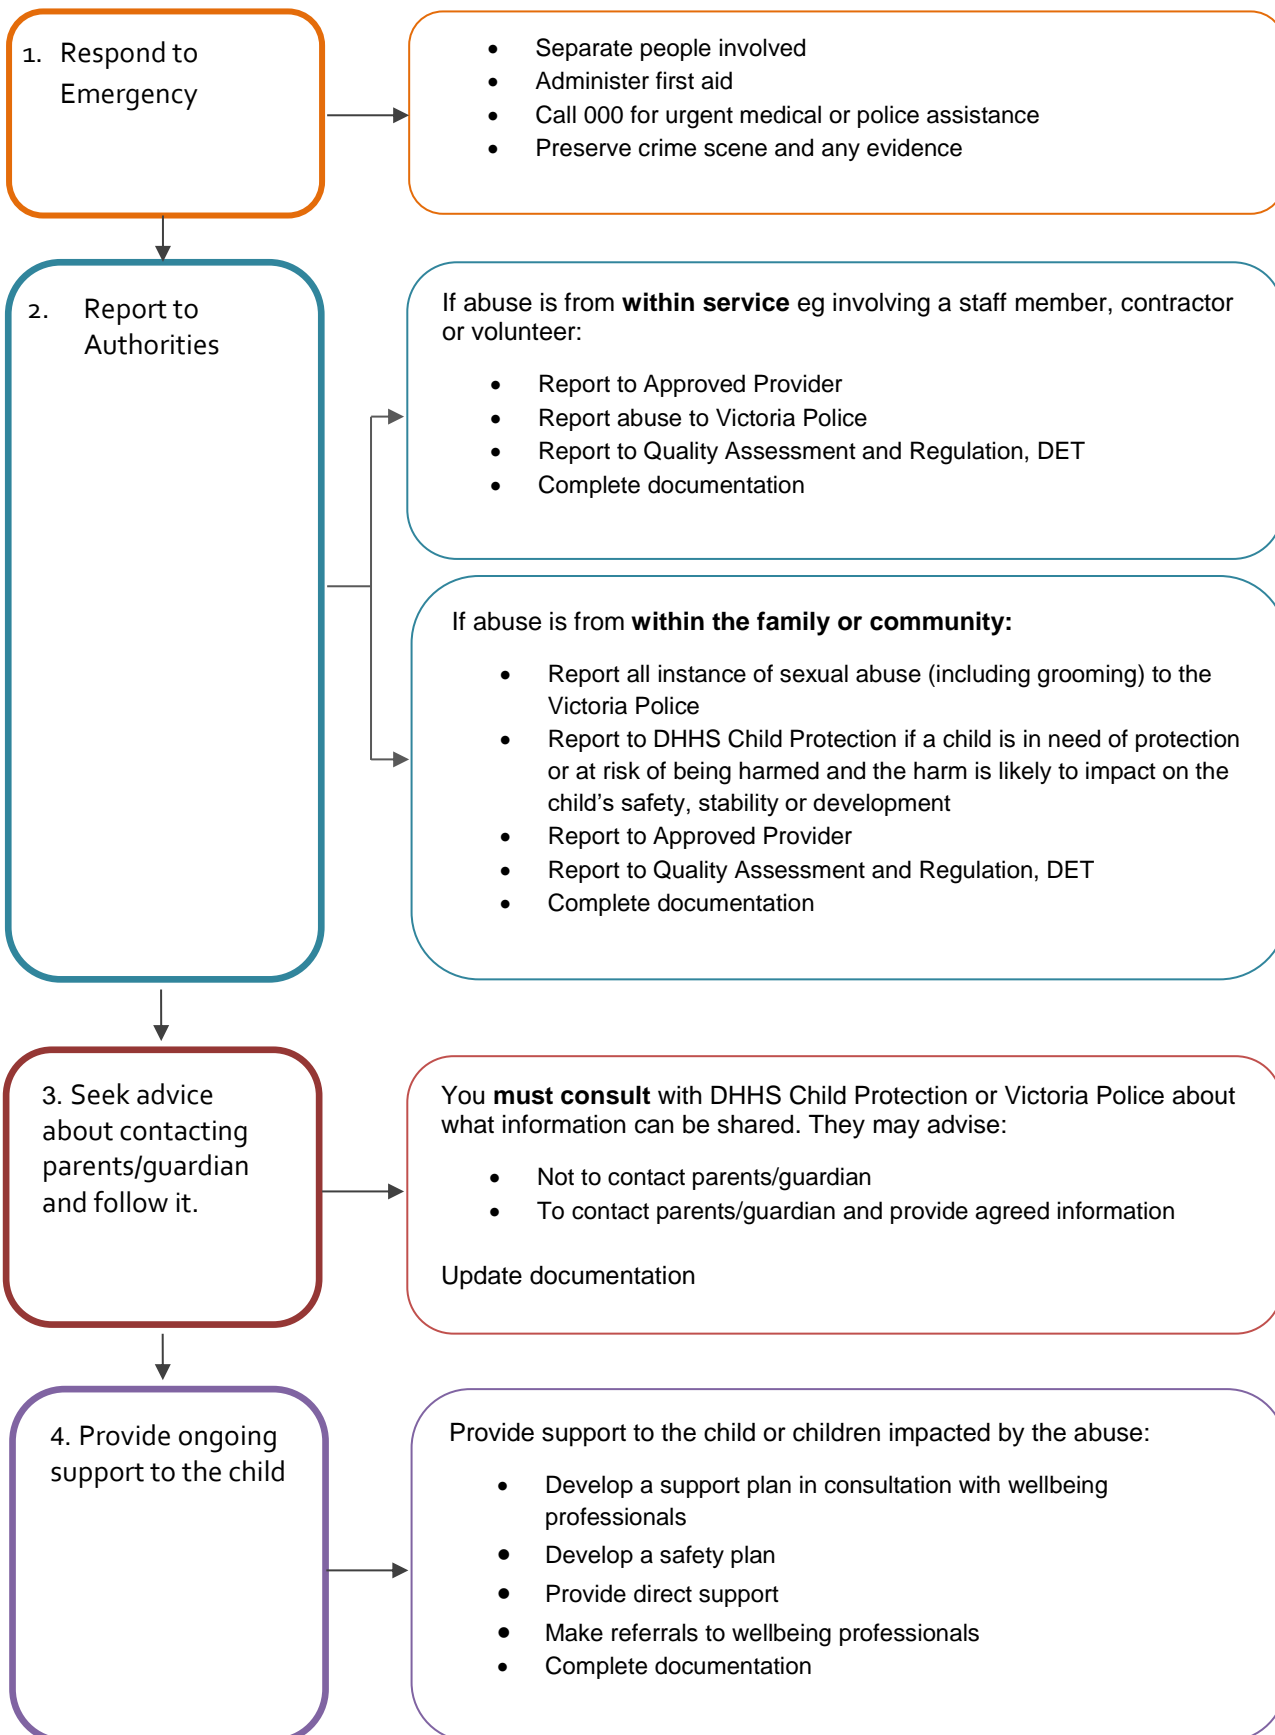 1. Respond to
Emergency
• Separate people involved
• Administer first aid
• Call 000 for urgent medical or police assistance
• Preserve crime scene and any evidence
2. Report to
Authorities
If abuse is from within service eg involving a staff member, contractor
or volunteer:
• Report to Approved Provider
• Report abuse to Victoria Police
• Report to Quality Assessment and Regulation, DET
• Complete documentation
If abuse is from within the family or community:
• Report all instance of sexual abuse (including grooming) to the
Victoria Police
• Report to DHHS Child Protection if a child is in need of protection
or at risk of being harmed and the harm is likely to impact on the
child’s safety, stability or development
• Report to Approved Provider
• Report to Quality Assessment and Regulation, DET
• Complete documentation
3. Seek advice
about contacting
parents/guardian
and follow it.
You must consult with DHHS Child Protection or Victoria Police about
what information can be shared. They may advise:
• Not to contact parents/guardian
• To contact parents/guardian and provide agreed information
Update documentation
4. Provide ongoing
support to the child
Provide support to the child or children impacted by the abuse:
• Develop a support plan in consultation with wellbeing
professionals
• Develop a safety plan
• Provide direct support
• Make referrals to wellbeing professionals
• Complete documentation